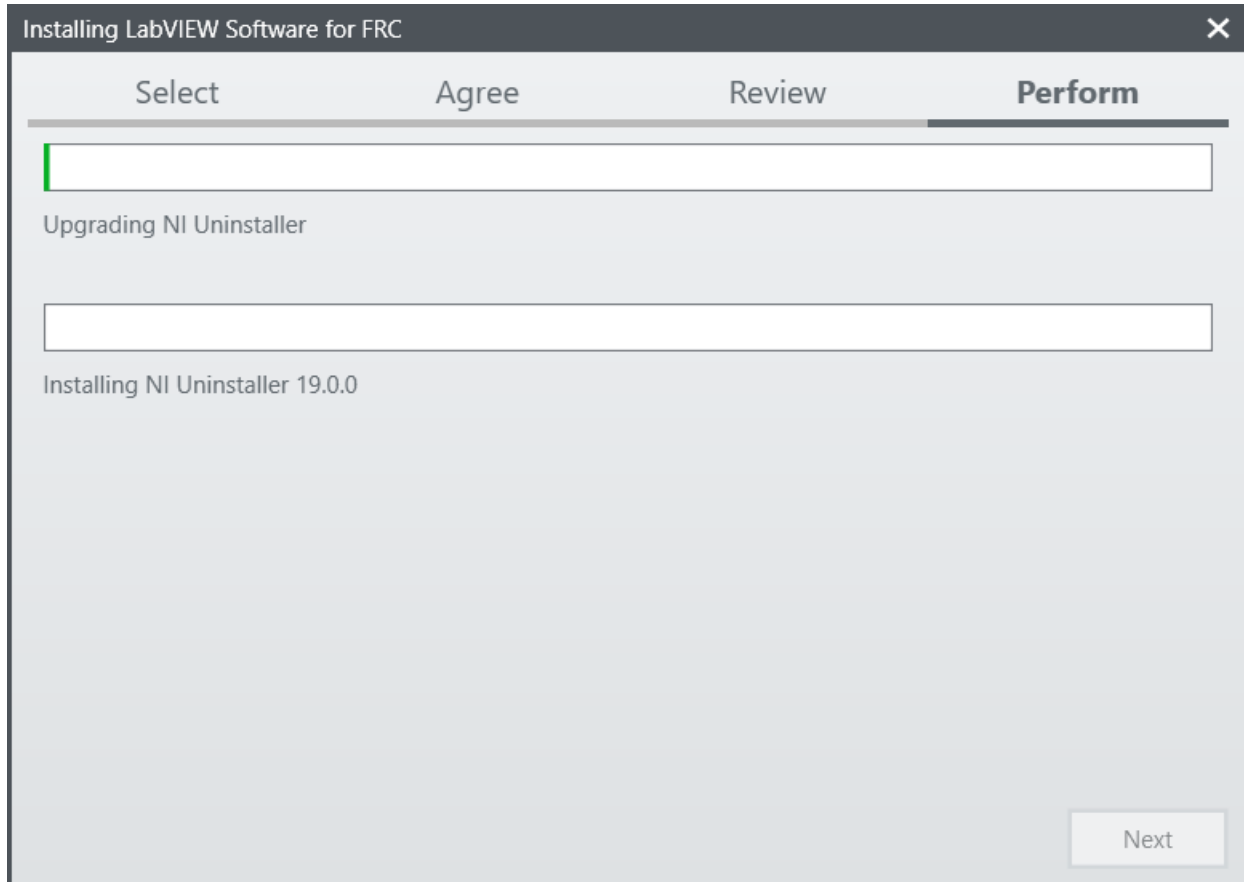 Installing LabVIEW Software for FRC
Select Agree Review Perform
Upgrading NI Uninstaller
Installing NI Uninstaller 19.0.0
Next